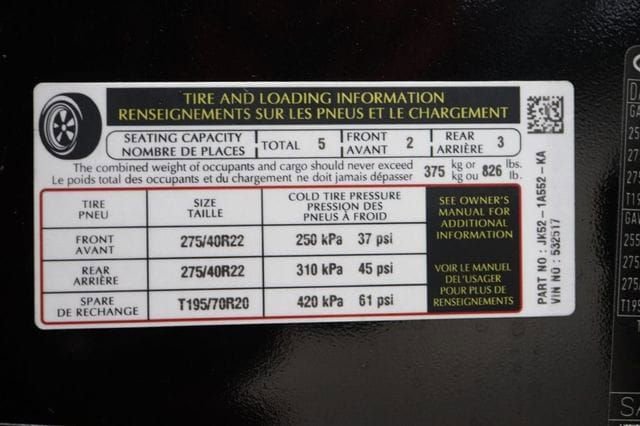 TIRE AND LOADING INFORMATION
RENSEIGNEMENTS SUR LES PNEUS ET LE CHARGEMENT
SEATING CAPACITY
NOMBRE DE PLACES
TOTAL 5
FRONT
AVANT 2
REAR
ARRIÈRE 3
The combined weight of occupants and cargo should never exceed 375 kg or 826 lbs.
Le poids total des occupants et du chargement ne doit jamais dépasser kg ou lb.
TIRE
PNEU
SIZE
TAILLE
COLD TIRE PRESSURE
PRESSION DES
PNEUS À FROID
FRONT
AVANT
275/40R22
250 kPa 37 psi
REAR
ARRIÈRE
275/40R22
310 kPa 45 psi
SPARE
DE RECHANGE
T195/70R20
420 kPa 61 psi
SEE OWNER'S
MANUAL FOR
ADDITIONAL
INFORMATION
VOIR LE MANUEL
DEL'USAGER
POUR PLUS DE
RENSEIGNEMENTS
PART NO : JK52-1A552-KA
VIN NO : 532517